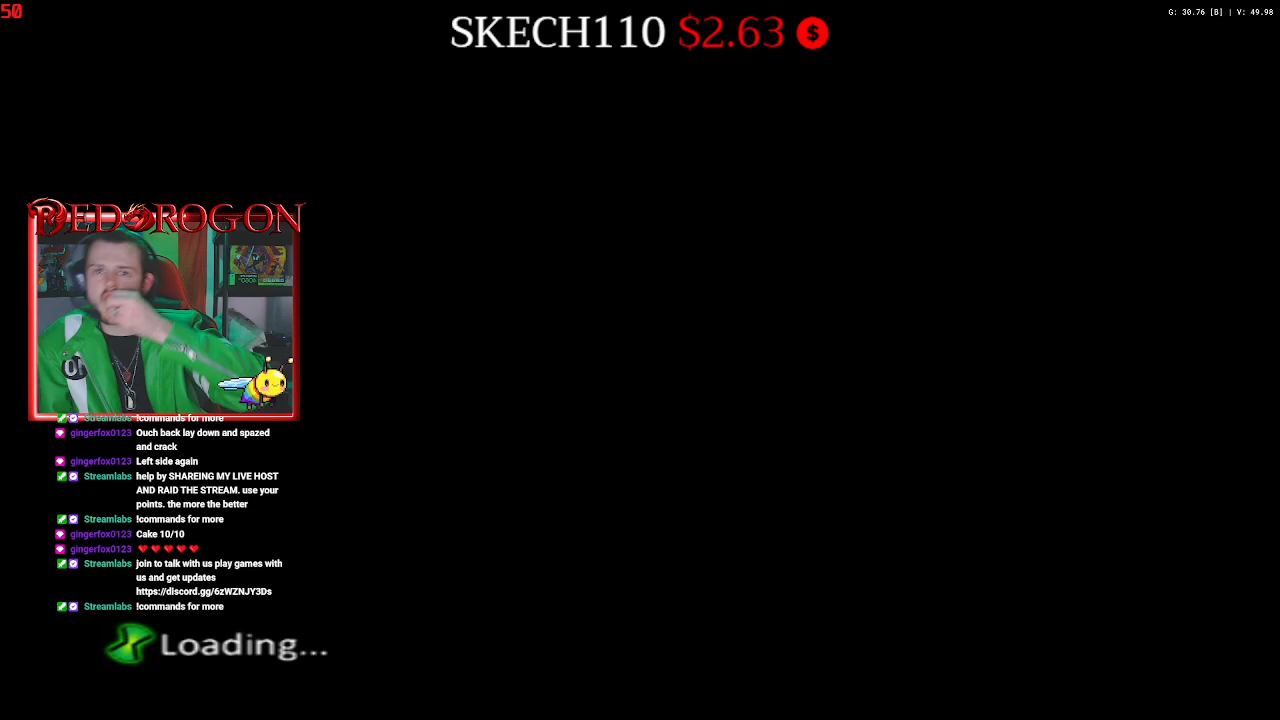 50
G: 30.76 [B] | V: 49.98
SKECH110 $2.63
REDDROGON
Streamlabs !commands for more
gingerfox0123 Ouch back lay down and spazed
and crack
gingerfox0123 Left side again
Streamlabs help by SHAREING MY LIVE HOST
AND RAID THE STREAM. use your
points. the more the better
Streamlabs !commands for more
gingerfox0123 Cake 10/10
gingerfox0123
Streamlabs join to talk with us play games with
us and get updates
https://discord.gg/6zWZNJY3Ds
Streamlabs !commands for more
Loading...